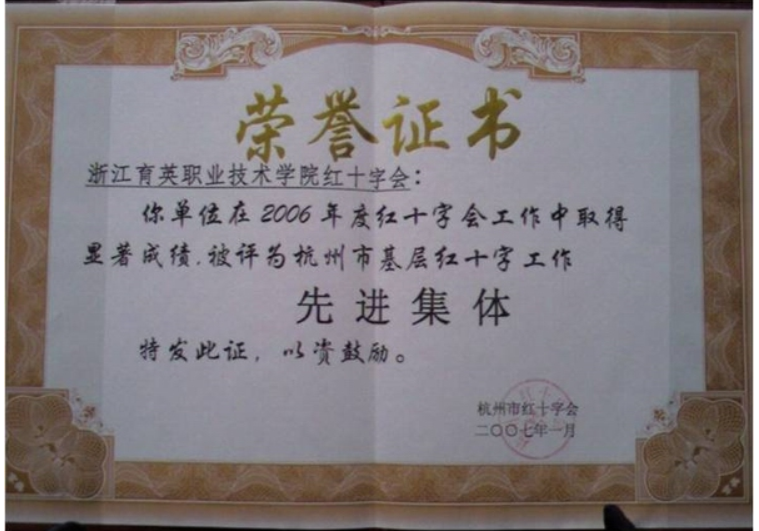 荣誉证书
浙江育英职业技术学院红十字会：
你单位在2006年度红十字会工作中取得
显著成绩,被评为杭州市基层红十字工作
先进集体
特发此证，以资鼓励。
杭州市红十字会
二〇〇七年一月